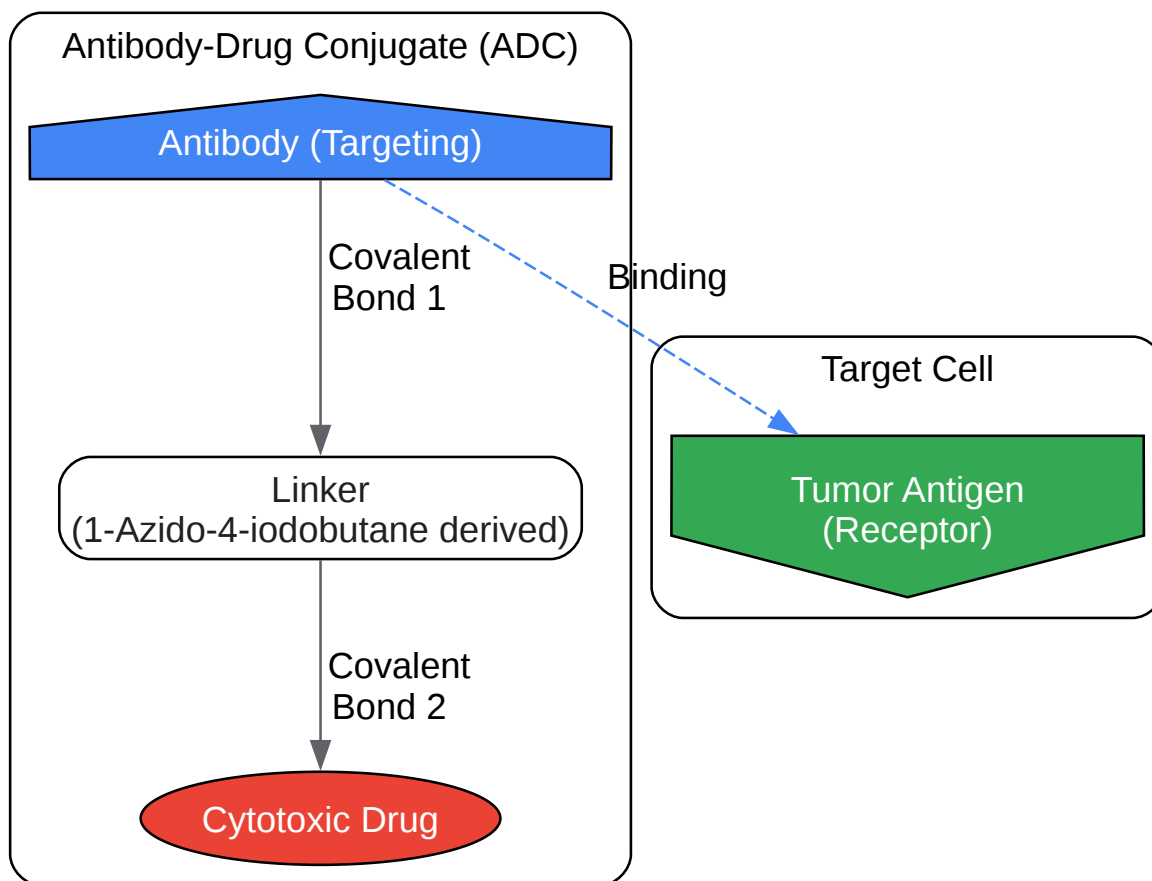 Antibody-Drug Conjugate (ADC)
Antibody (Targeting)
Covalent
Bond 1
Binding
Target Cell
Linker
(1-Azido-4-iodobutane derived)
Tumor Antigen
(Receptor)
Covalent
Bond 2
Cytotoxic Drug